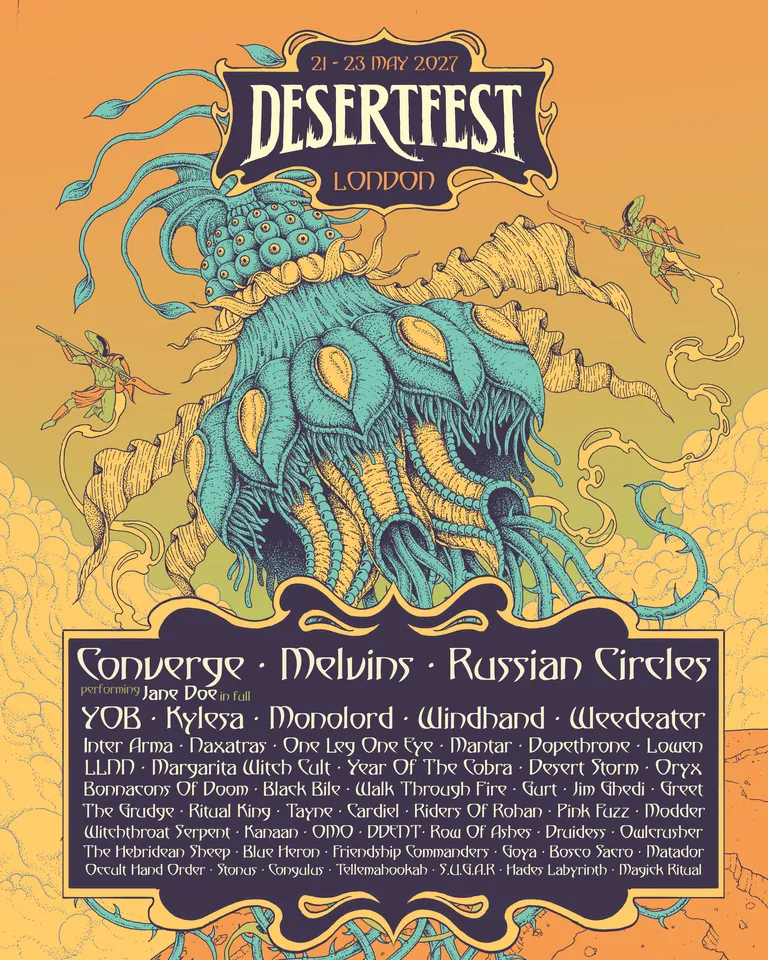 21 - 23 MAY 2027
DESERTFEST
LONDON
Converge · Melvins · Russian Circles
performing Jane Doe in full
YOB · Kylesa · Monolord · Windhand · Weedeater
Inter Arma · Naxatras · One Leg One Eye · Mantar · Dopethrone · Lowen
LLNN · Margarita Witch Cult · Year Of The Cobra · Desert Storm · Oryx
Bonnacons Of Doom · Black Bile · Walk Through Fire · Gurt · Jim Ghedi · Greet
The Grudge · Ritual King · Tayne · Cardiel · Riders Of Rohan · Pink Fuzz · Modder
Witchthroat Serpent · Kanaan · OMO · DDENT · Row Of Ashes · Druidess · Owlcrusher
The Hebridean Sheep · Blue Heron · Friendship Commanders · Goya · Bosco Sacro · Matador
Occult Hand Order · Stonus · Congulus · Tellemahookah · S.U.G.A.R · Hades Labyrinth · Magick Ritual